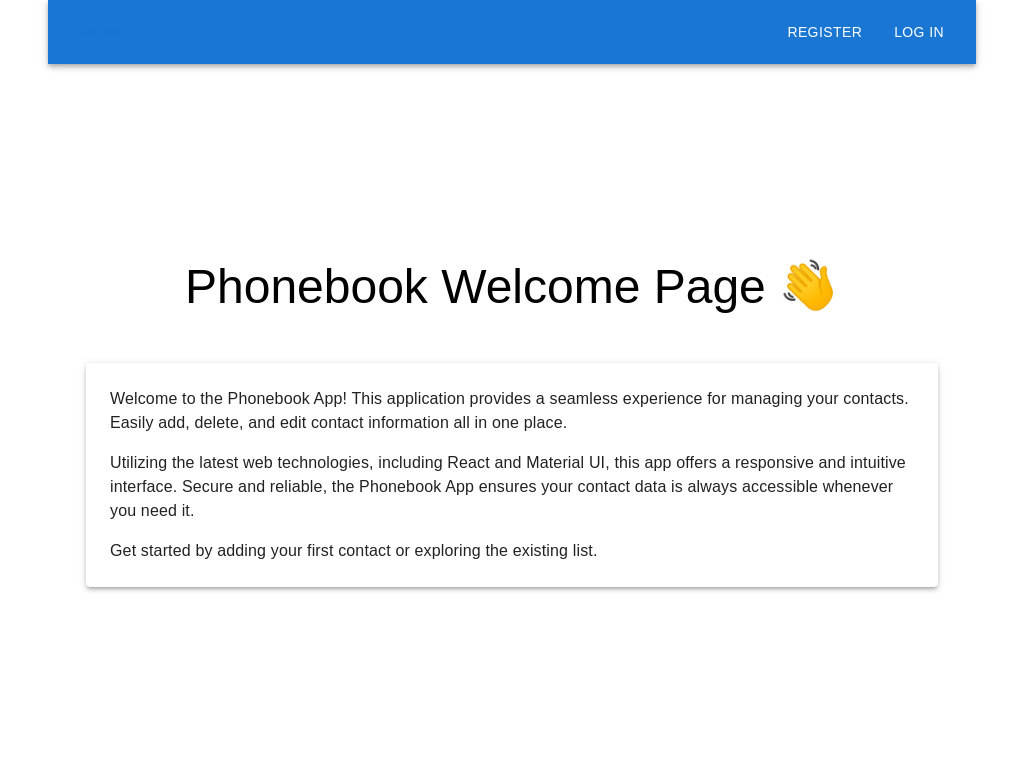 REGISTER
LOG IN
Phonebook Welcome Page 👋
Welcome to the Phonebook App! This application provides a seamless experience for managing your contacts.
Easily add, delete, and edit contact information all in one place.
Utilizing the latest web technologies, including React and Material UI, this app offers a responsive and intuitive
interface. Secure and reliable, the Phonebook App ensures your contact data is always accessible whenever
you need it.
Get started by adding your first contact or exploring the existing list.